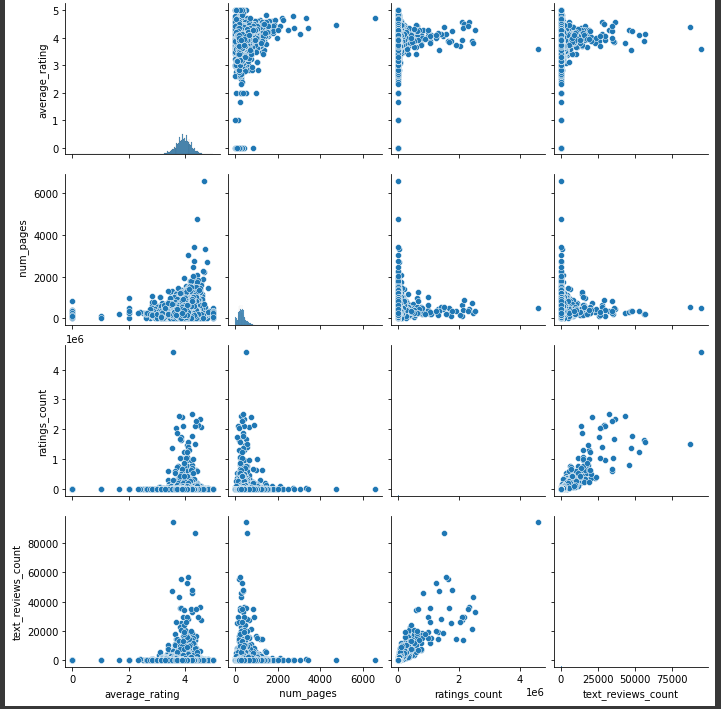 5
4
3
2
1
0
average_rating
6000
4000
2000
0
num_pages
1e6
4
3
2
1
0
ratings_count
80000
60000
40000
20000
0
text_reviews_count
0 2 4
average_rating
0 2000 4000 6000
num_pages
0 2 4
1e6
ratings_count
0 25000 50000 75000
text_reviews_count